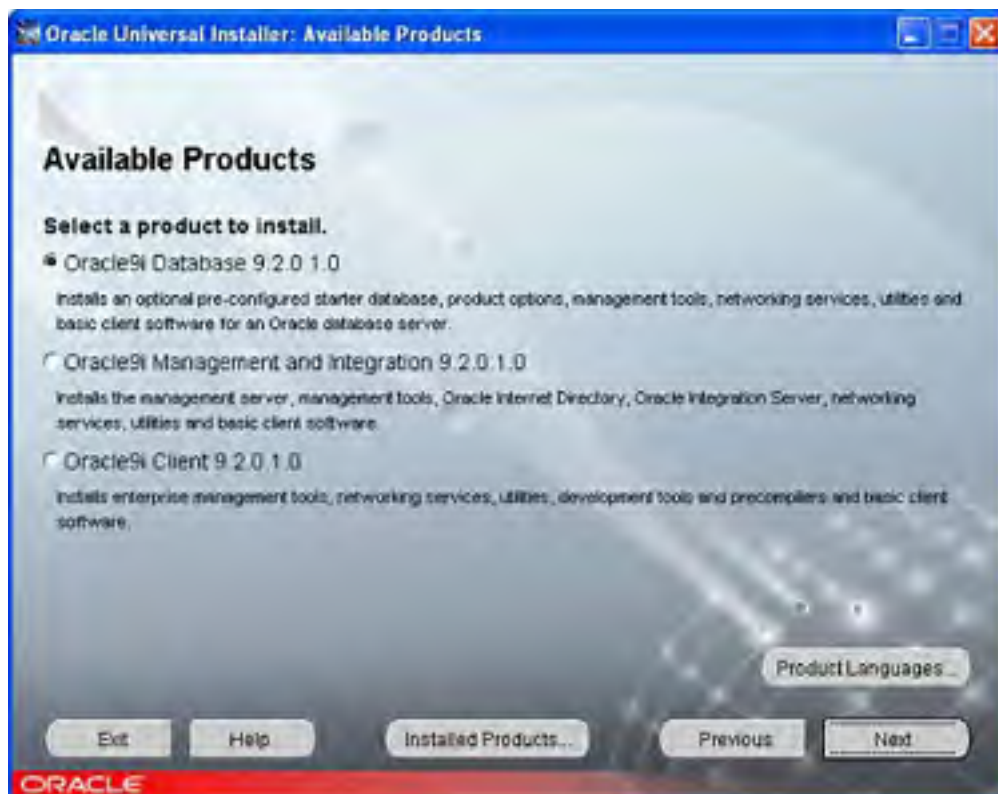 Oracle Universal Installer: Available Products
Available Products
Select a product to install.
Oracle9i Database 9.2.0.1.0
Installs an optional pre-configured starter database, product options, management tools, networking services, utilities and
basic client software for an Oracle database server.
Oracle9i Management and Integration 9.2.0.1.0
Installs the management server, management tools, Oracle Internet Directory, Oracle Integration Server, networking
services, utilities and basic client software.
Oracle9i Client 9.2.0.1.0
Installs enterprise management tools, networking services, utilities, development tools and precompilers and basic client
software.
Product Languages...
Exit Help Installed Products... Previous Next
ORACLE